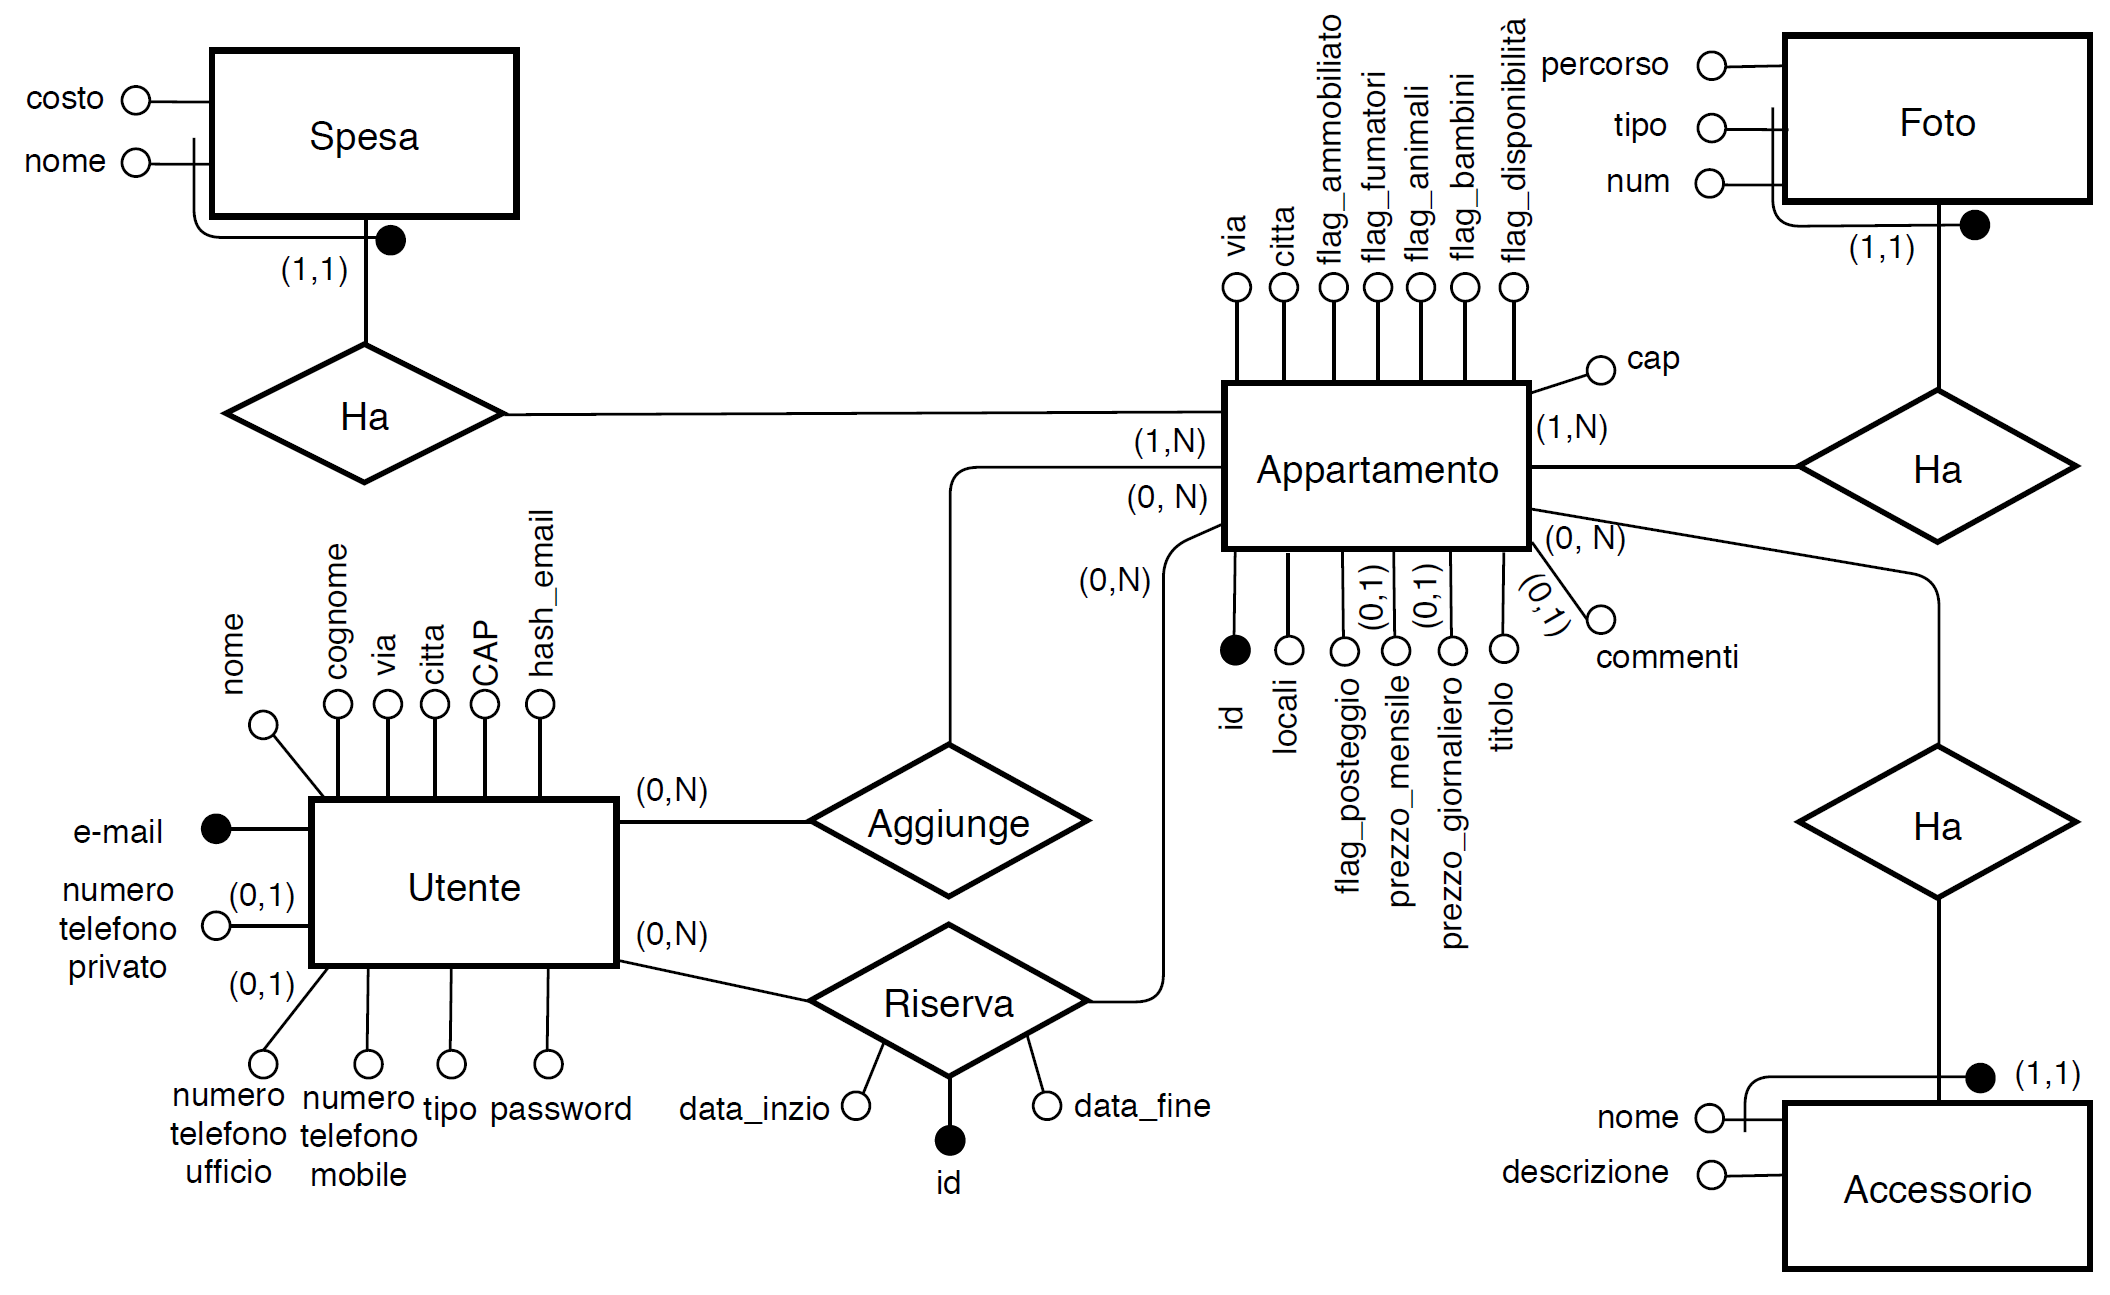 costo
nome
Spesa
(1,1)
Ha
via
citta
flag_ammobiliato
flag_fumatori
flag_animali
flag_bambini
flag_disponibilità
percorso
tipo
num
Foto
(1,1)
cap
(1,N)
Appartamento
(1,N)
Ha
(0, N)
(0, N)
(0,N)
(0,1)
(0,1)
(0,1)
commenti
id
locali
flag_posteggio
prezzo_mensile
prezzo_giornaliero
titolo
nome
cognome
via
citta
CAP
hash_email
(0,N)
Aggiunge
Ha
e-mail
numero
telefono
privato
(0,1)
Utente
(0,N)
(0,1)
Riserva
numero
telefono
ufficio
numero
telefono
mobile
tipo
password
data_inzio
data_fine
id
(1,1)
nome
descrizione
Accessorio